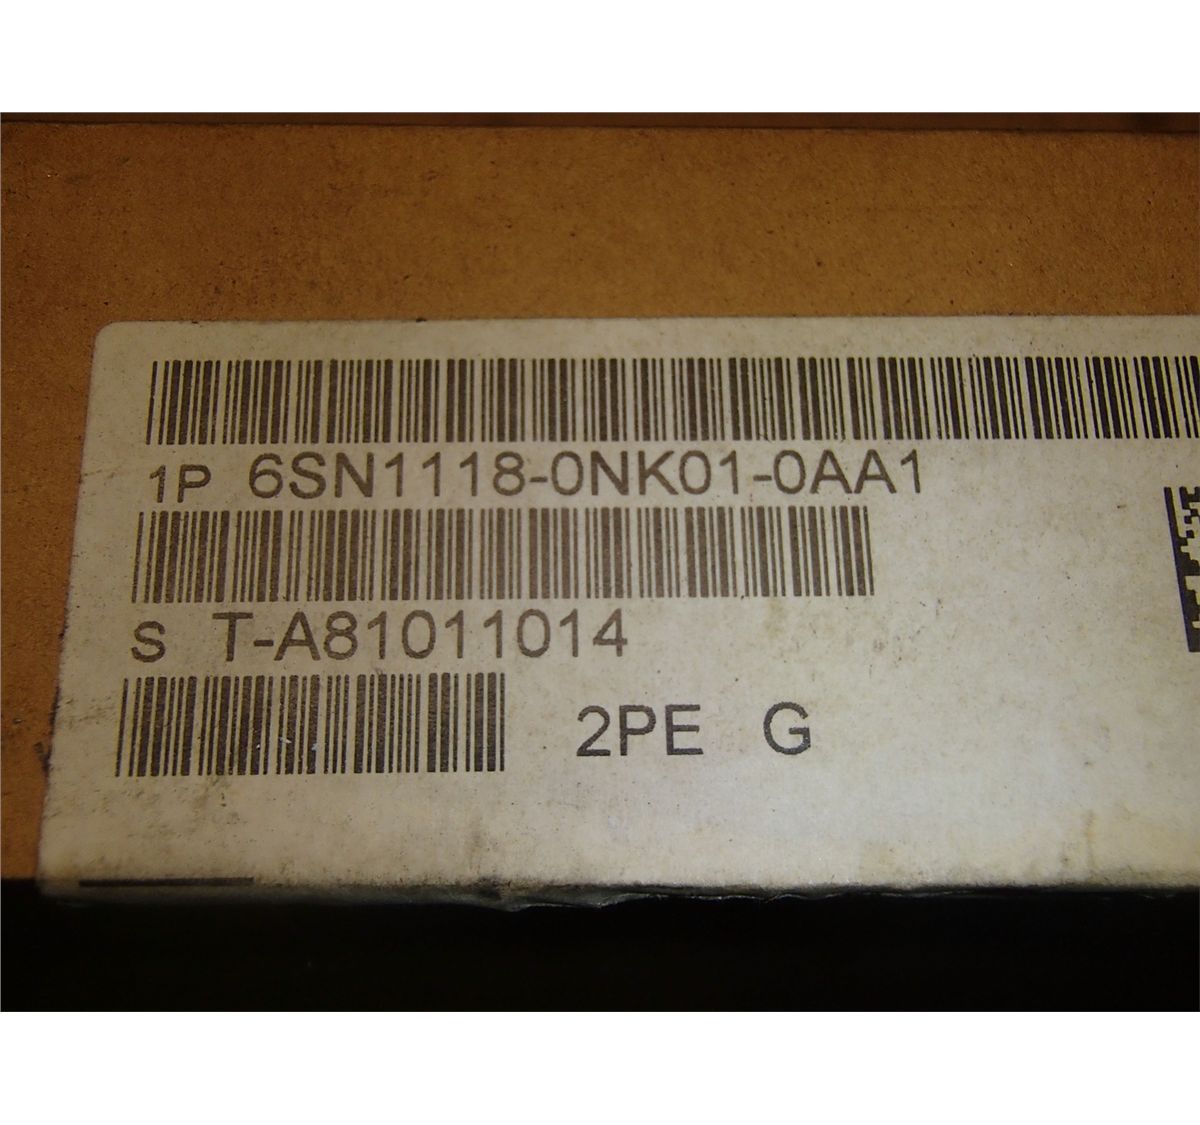 1P 6SN1118-0NK01-0AA1
S T-A81011014
2PE G